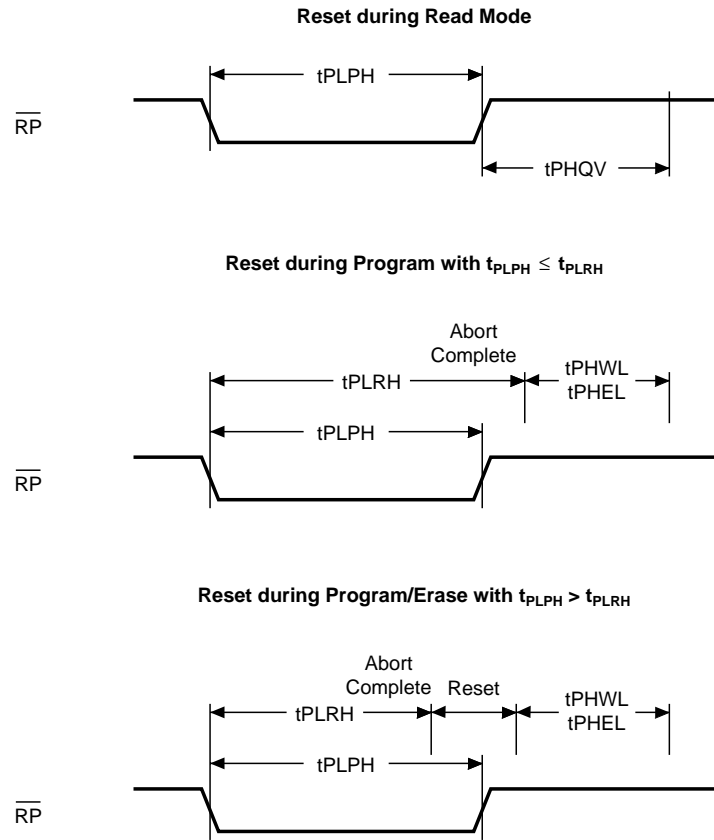 Reset during Read Mode
tPLPH
RP
tPHQV
Reset during Program with tPLPH ≤ tPLRH
Abort
Complete
tPHWL
tPHEL
tPLRH
tPLPH
RP
Reset during Program/Erase with tPLPH > tPLRH
Abort
Complete
Reset
tPHWL
tPHEL
tPLRH
tPLPH
RP